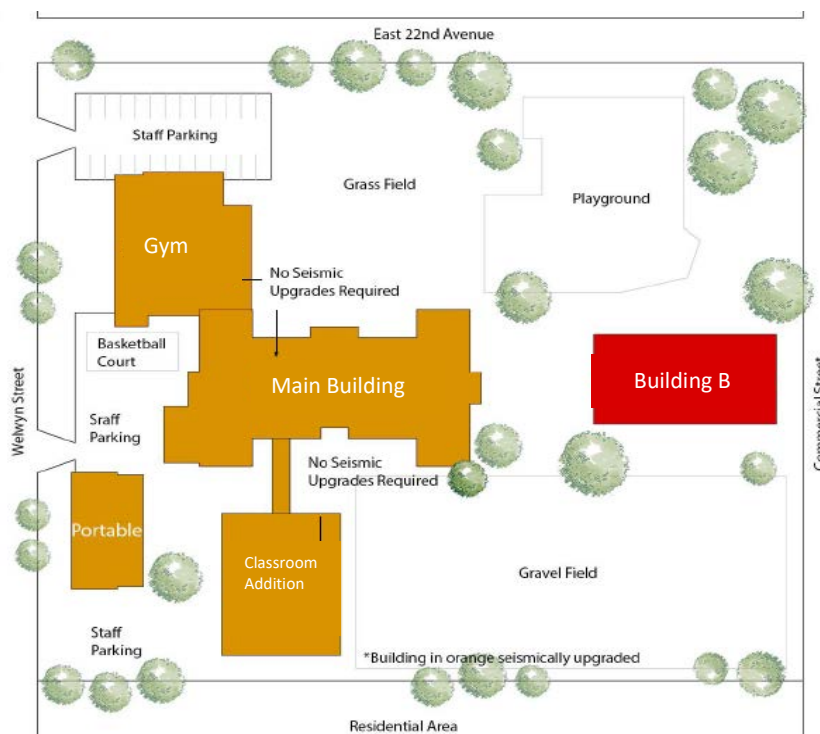 East 22nd Avenue
Staff Parking
Grass Field
Playground
Gym
No Seismic
Upgrades Required
Basketball
Court
Main Building
Building B
Welwyn Street
Commercial Street
Sraff
Parking
No Seismic
Upgrades Required
Portable
Classroom
Addition
Gravel Field
Staff
Parking
*Building in orange seismically upgraded
Residential Area